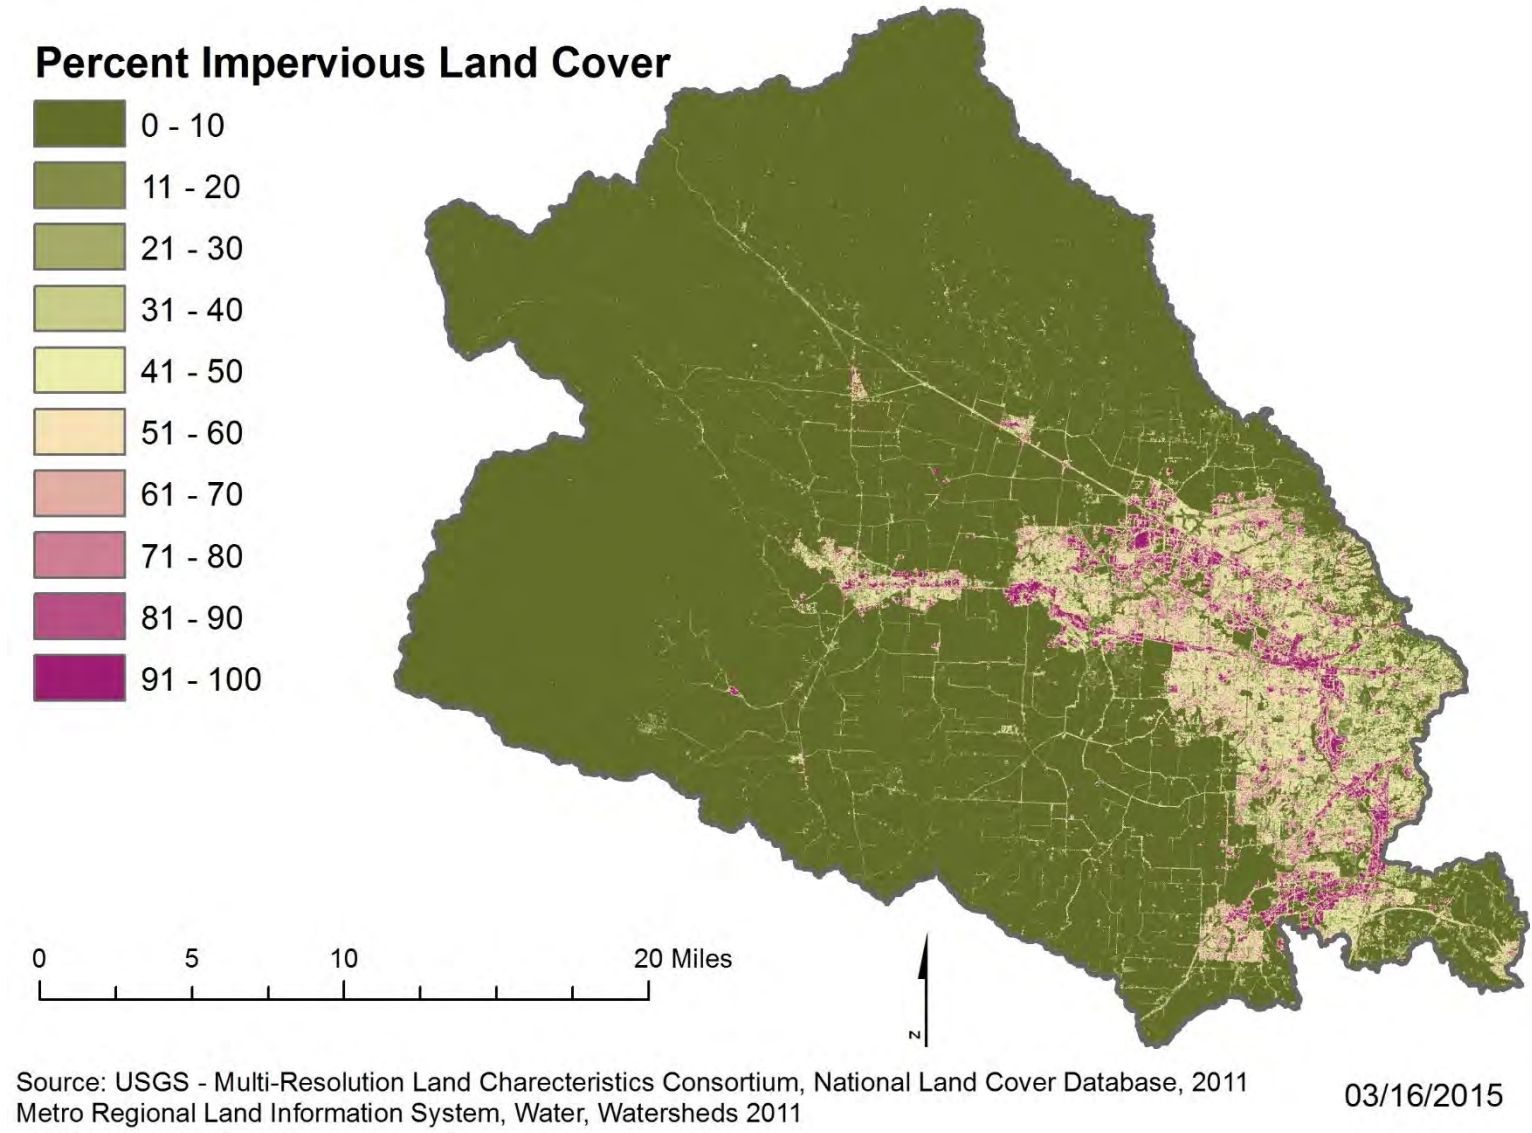 Percent Impervious Land Cover
0 - 10
11 - 20
21 - 30
31 - 40
41 - 50
51 - 60
61 - 70
71 - 80
81 - 90
91 - 100
0 5 10 20 Miles
N
Source: USGS - Multi-Resolution Land Charecteristics Consortium, National Land Cover Database, 2011
Metro Regional Land Information System, Water, Watersheds 2011
03/16/2015